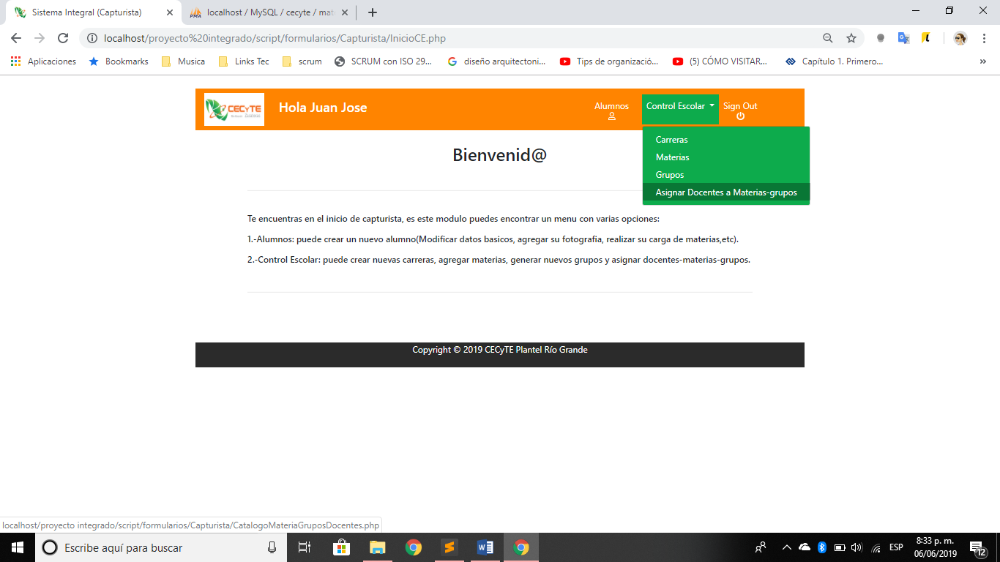 Sistema Integral (Capturista)
localhost / MySQL / cecyte / mat
localhost/proyecto%20integrado/script/formularios/Capturista/InicioCE.php
Aplicaciones Bookmarks Musica Links Tec scrum SCRUM con ISO 29... diseño arquitectoni... Tips de organizació... (5) CÓMO VISITAR... Capítulo 1. Primero... »
CECyTE
Hola Juan Jose
Alumnos
Control Escolar
Sign Out
Carreras
Materias
Grupos
Asignar Docentes a Materias-grupos
Bienvenid@
Te encuentras en el inicio de capturista, es este modulo puedes encontrar un menu con varias opciones:
1.-Alumnos: puede crear un nuevo alumno(Modificar datos basicos, agregar su fotografia, realizar su carga de materias,etc).
2.-Control Escolar: puede crear nuevas carreras, agregar materias, generar nuevos grupos y asignar docentes-materias-grupos.
Copyright © 2019 CECyTE Plantel Río Grande
localhost/proyecto integrado/script/formularios/Capturista/CatalogoMateriaGruposDocentes.php
Escribe aquí para buscar
ESP
8:33 p. m.
06/06/2019
12